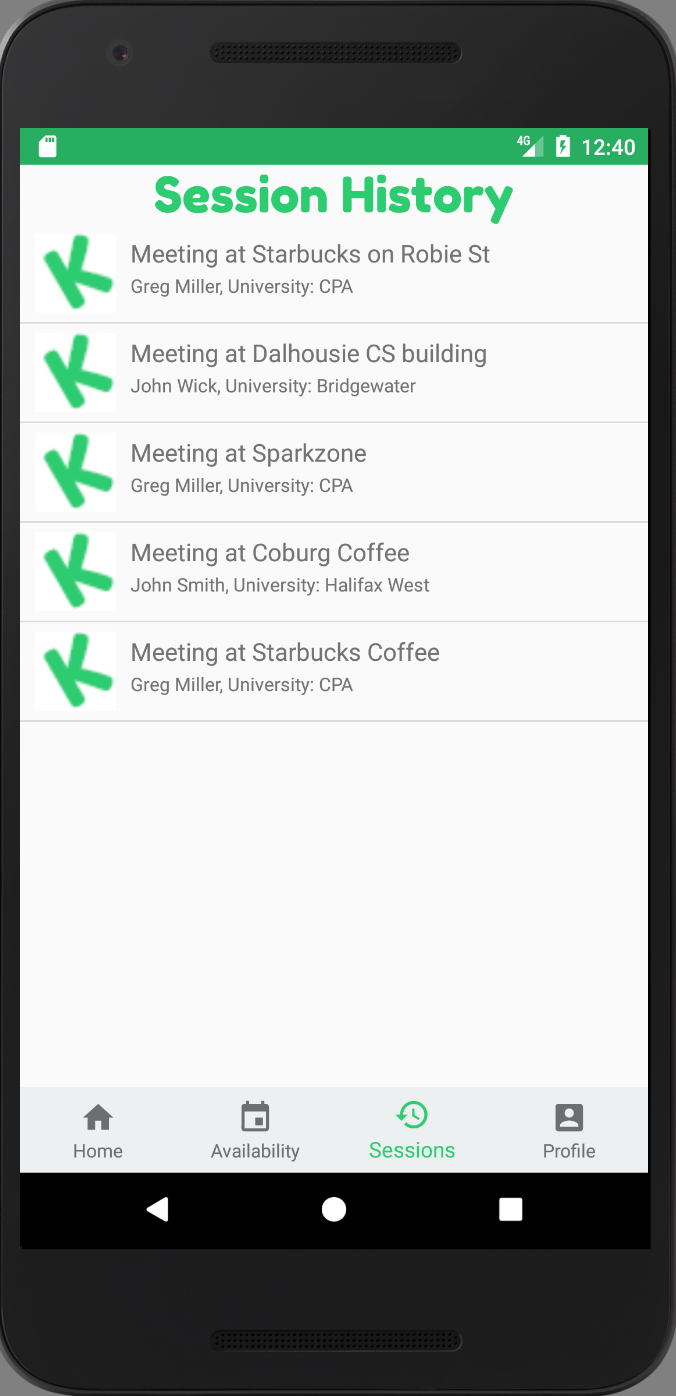 4G 12:40
Session History
Meeting at Starbucks on Robie St
Greg Miller, University: CPA
Meeting at Dalhousie CS building
John Wick, University: Bridgewater
Meeting at Sparkzone
Greg Miller, University: CPA
Meeting at Coburg Coffee
John Smith, University: Halifax West
Meeting at Starbucks Coffee
Greg Miller, University: CPA
Home Availability Sessions Profile